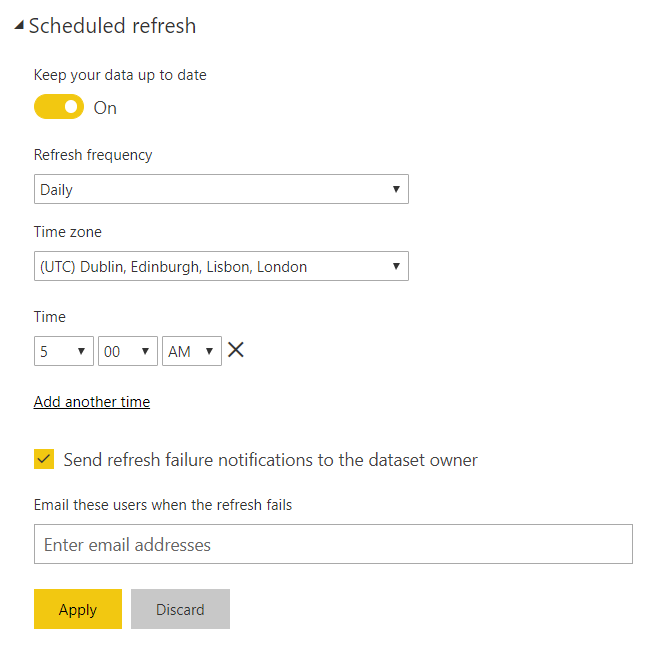 Scheduled refresh
Keep your data up to date
On
Refresh frequency
Daily
Time zone
(UTC) Dublin, Edinburgh, Lisbon, London
Time
5 00 AM
Add another time
Send refresh failure notifications to the dataset owner
Email these users when the refresh fails
Enter email addresses
Apply Discard